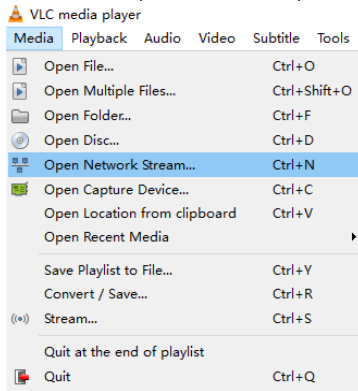 VLC media player
Media Playback Audio Video Subtitle Tools
Open File... Ctrl+O
Open Multiple Files... Ctrl+Shift+O
Open Folder... Ctrl+F
Open Disc... Ctrl+D
Open Network Stream... Ctrl+N
Open Capture Device... Ctrl+C
Open Location from clipboard Ctrl+V
Open Recent Media
Save Playlist to File... Ctrl+Y
Convert / Save... Ctrl+R
Stream... Ctrl+S
Quit at the end of playlist
Quit Ctrl+Q